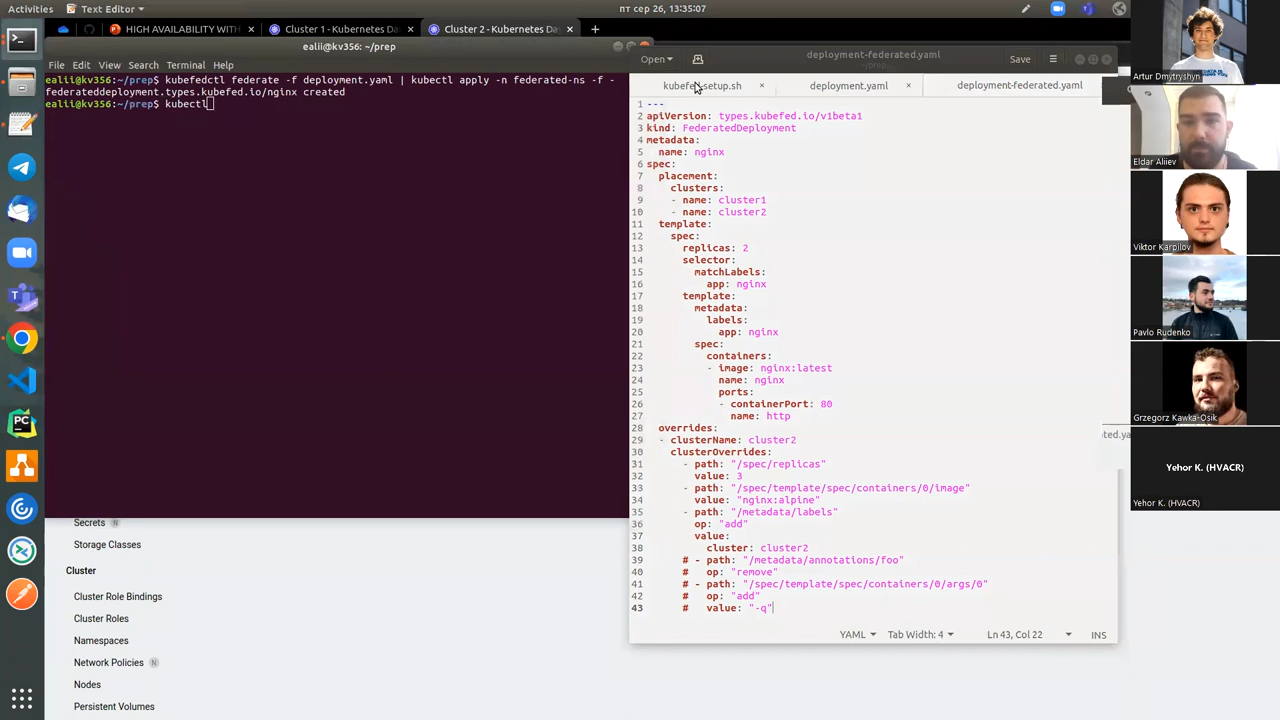 Activities
Text Editor
пт сер 26, 13:35:07
HIGH AVAILABILITY WITH
Cluster 1 - Kubernetes Da
Cluster 2 - Kubernetes Da
ealii@kv356: ~/prep
File Edit View Search Terminal Help
ealii@kv356:~/prep$ kubefedctl federate -f deployment.yaml | kubectl apply -n federated-ns -f -
federateddeployment.types.kubefed.io/nginx created
ealii@kv356:~/prep$ kubectl
Secrets N
Storage Classes
Cluster
Cluster Role Bindings
Cluster Roles
Namespaces
Network Policies N
Nodes
Persistent Volumes
Open
deployment-federated.yaml
~/prep
Save
deployment.yaml
deployment-federated.yaml
1 ---
2 apiVersion: types.kubefed.io/v1beta1
3 kind: FederatedDeployment
4 metadata:
5 name: nginx
6 spec:
7 placement:
8 clusters:
9 - name: cluster1
10 - name: cluster2
11 template:
12 spec:
13 replicas: 2
14 selector:
15 matchLabels:
16 app: nginx
17 template:
18 metadata:
19 labels:
20 app: nginx
21 spec:
22 containers:
23 - image: nginx:latest
24 name: nginx
25 ports:
26 - containerPort: 80
27 name: http
28 overrides:
29 - clusterName: cluster2
30 clusterOverrides:
31 - path: "/spec/replicas"
32 value: 3
33 - path: "/spec/template/spec/containers/0/image"
34 value: "nginx:alpine"
35 - path: "/metadata/labels"
36 op: "add"
37 value:
38 cluster: cluster2
39 # - path: "/metadata/annotations/foo"
40 # op: "remove"
41 # - path: "/spec/template/spec/containers/0/args/0"
42 # op: "add"
43 # value: "-q"
YAML Tab Width: 4 Ln 43, Col 22 INS
ted.ya
Artur Dmytryshyn
Eldar Aliiev
Viktor Karpilov
Pavlo Rudenko
Grzegorz Kawka-Osik
Yehor K. (HVACR)
Yehor K. (HVACR)